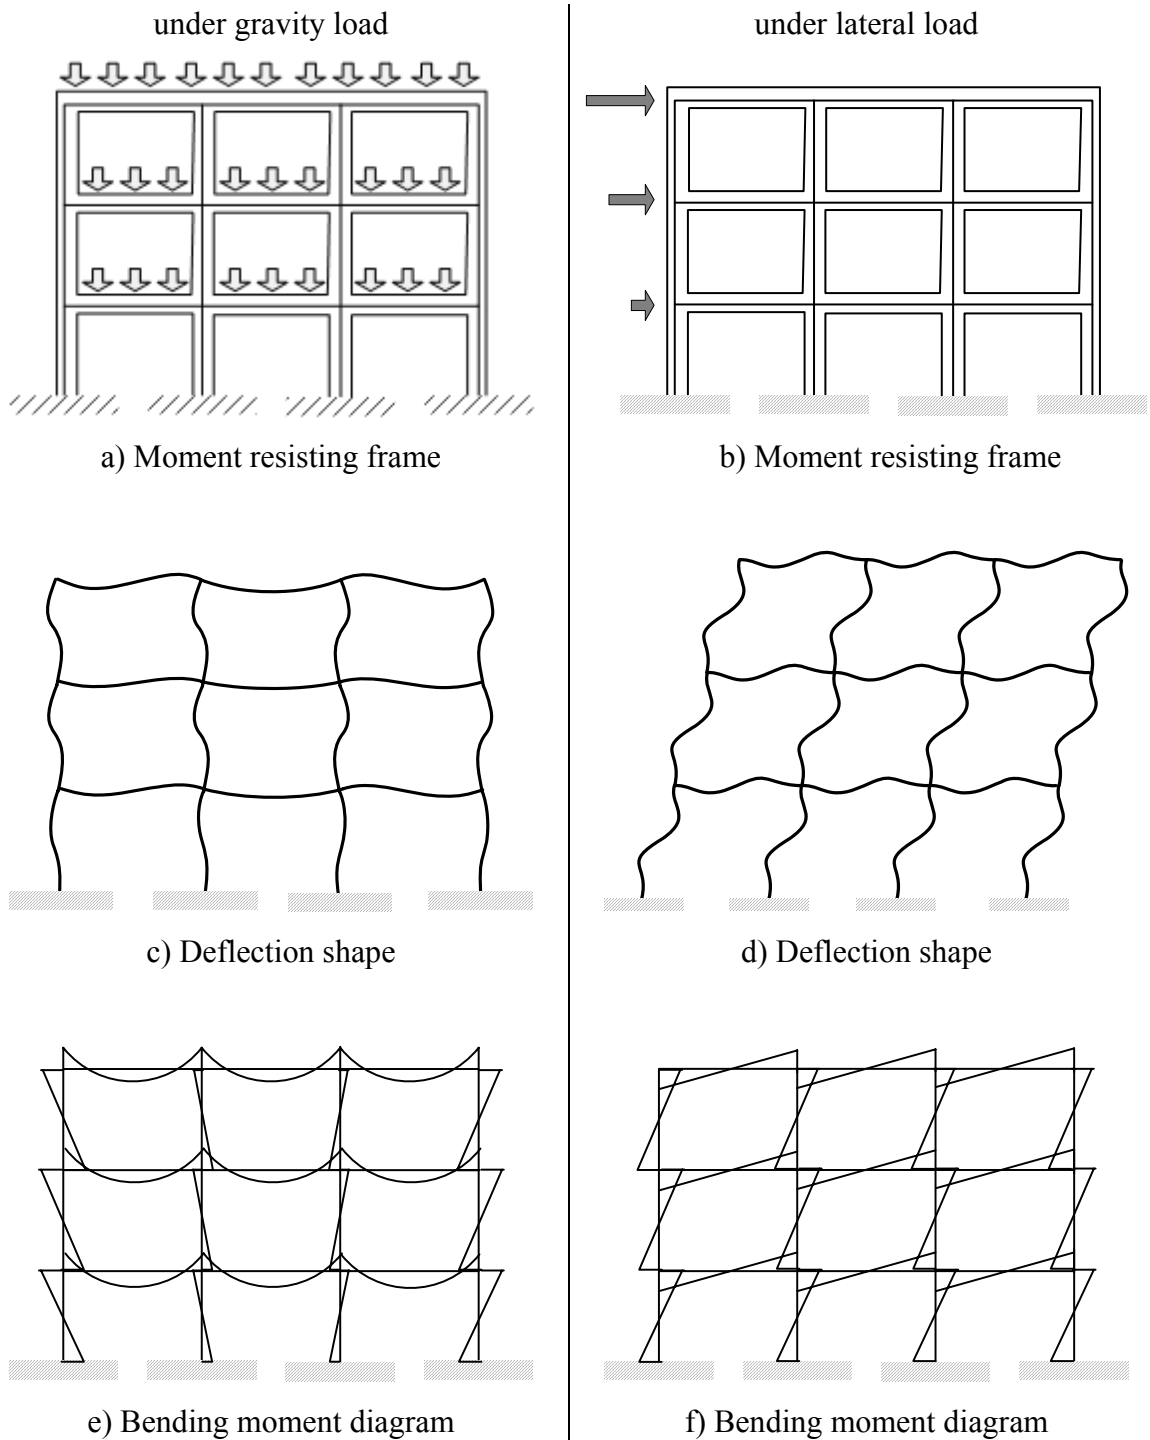 under gravity load
under lateral load
a) Moment resisting frame
b) Moment resisting frame
c) Deflection shape
d) Deflection shape
e) Bending moment diagram
f) Bending moment diagram